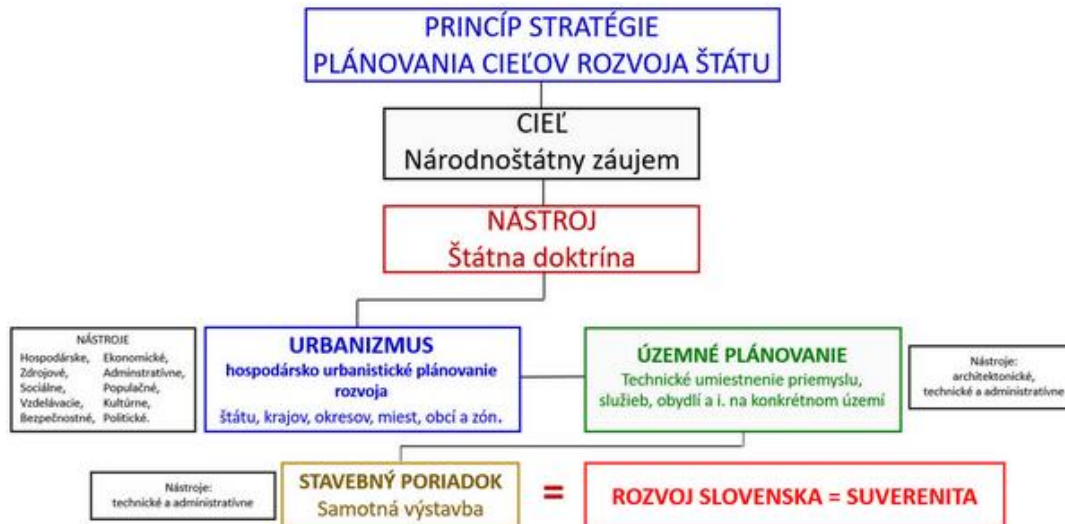 PRINCÍP STRATÉGIE
PLÁNOVANIA CIEĽOV ROZVOJA ŠTÁTU
CIEĽ
Národnoštátny záujem
NÁSTROJ
Štátna doktrína
NÁSTROJE
Hospodárske, Ekonomické,
Zdrojové, Adminstratívne,
Sociálne, Populačné,
Vzdelávacie, Kultúrne,
Bezpečnostné, Politické.
URBANIZMUS
hospodársko urbanistické plánovanie
rozvoja
štátu, krajov, okresov, miest, obcí a zón.
ÚZEMNÉ PLÁNOVANIE
Technické umiestnenie priemyslu,
služieb, obydlí a i. na konkrétnom území
Nástroje:
architektonické,
technické a administratívne
Nástroje:
technické a administratívne
STAVEBNÝ PORIADOK
Samotná výstavba
=
ROZVOJ SLOVENSKA = SUVERENITA